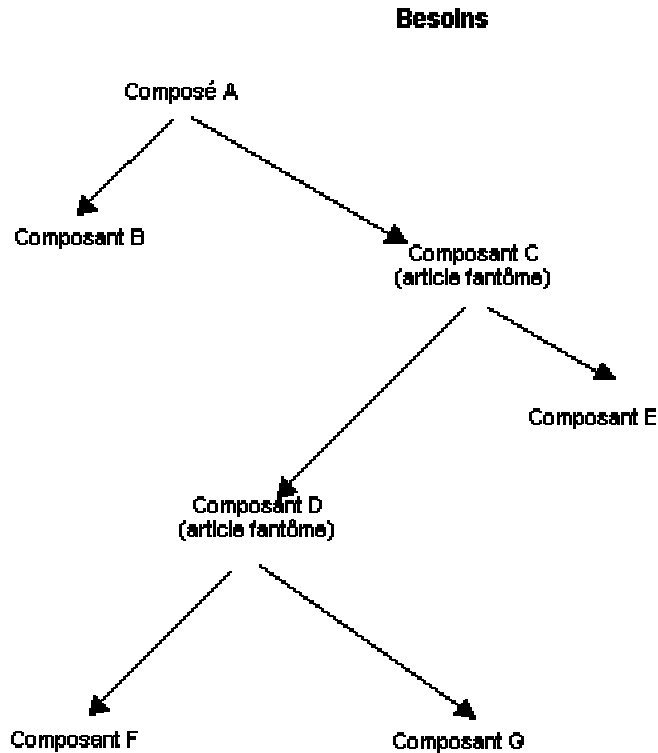 Besoins
Composé A
Composant B
Composant C
(article fantôme)
Composant E
Composant D
(article fantôme)
Composant F
Composant G